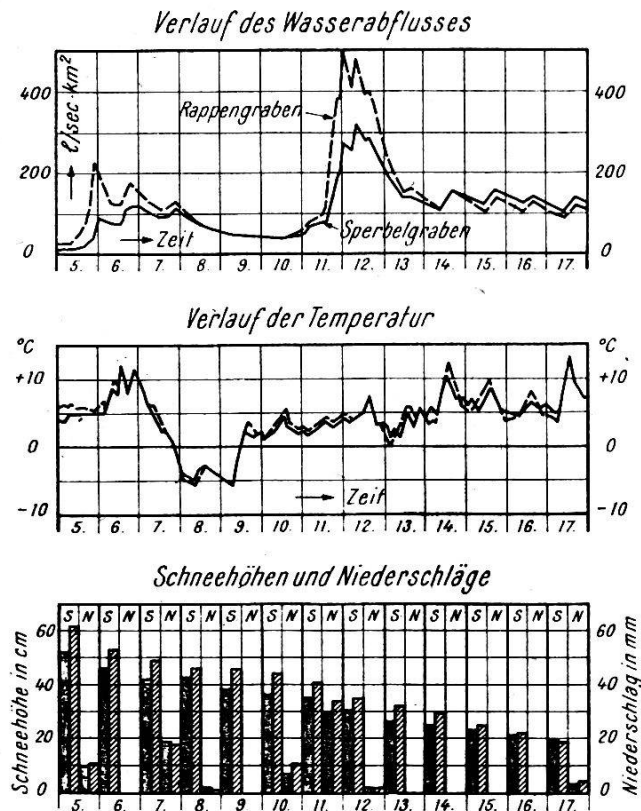 Verlauf des Wasserabflusses
ℓ/sec·km²
400 400
Rappengraben
200 200
Zeit
Sperbelgraben
0 0
5. 6. 7. 8. 9. 10. 11. 12. 13. 14. 15. 16. 17.
Verlauf der Temperatur
°C °C
+10 +10
0 0
Zeit
-10 -10
5. 6. 7. 8. 9. 10. 11. 12. 13. 14. 15. 16. 17.
Schneehöhen und Niederschläge
S N S N S N S N S N S N S N S N S N S N S N S N S N
60 60
Schneehöhe in cm
Niederschlag in mm
40 40
20 20
0 0
5. 6. 7. 8. 9 10. 11. 12. 13. 14. 15. 16. 17.